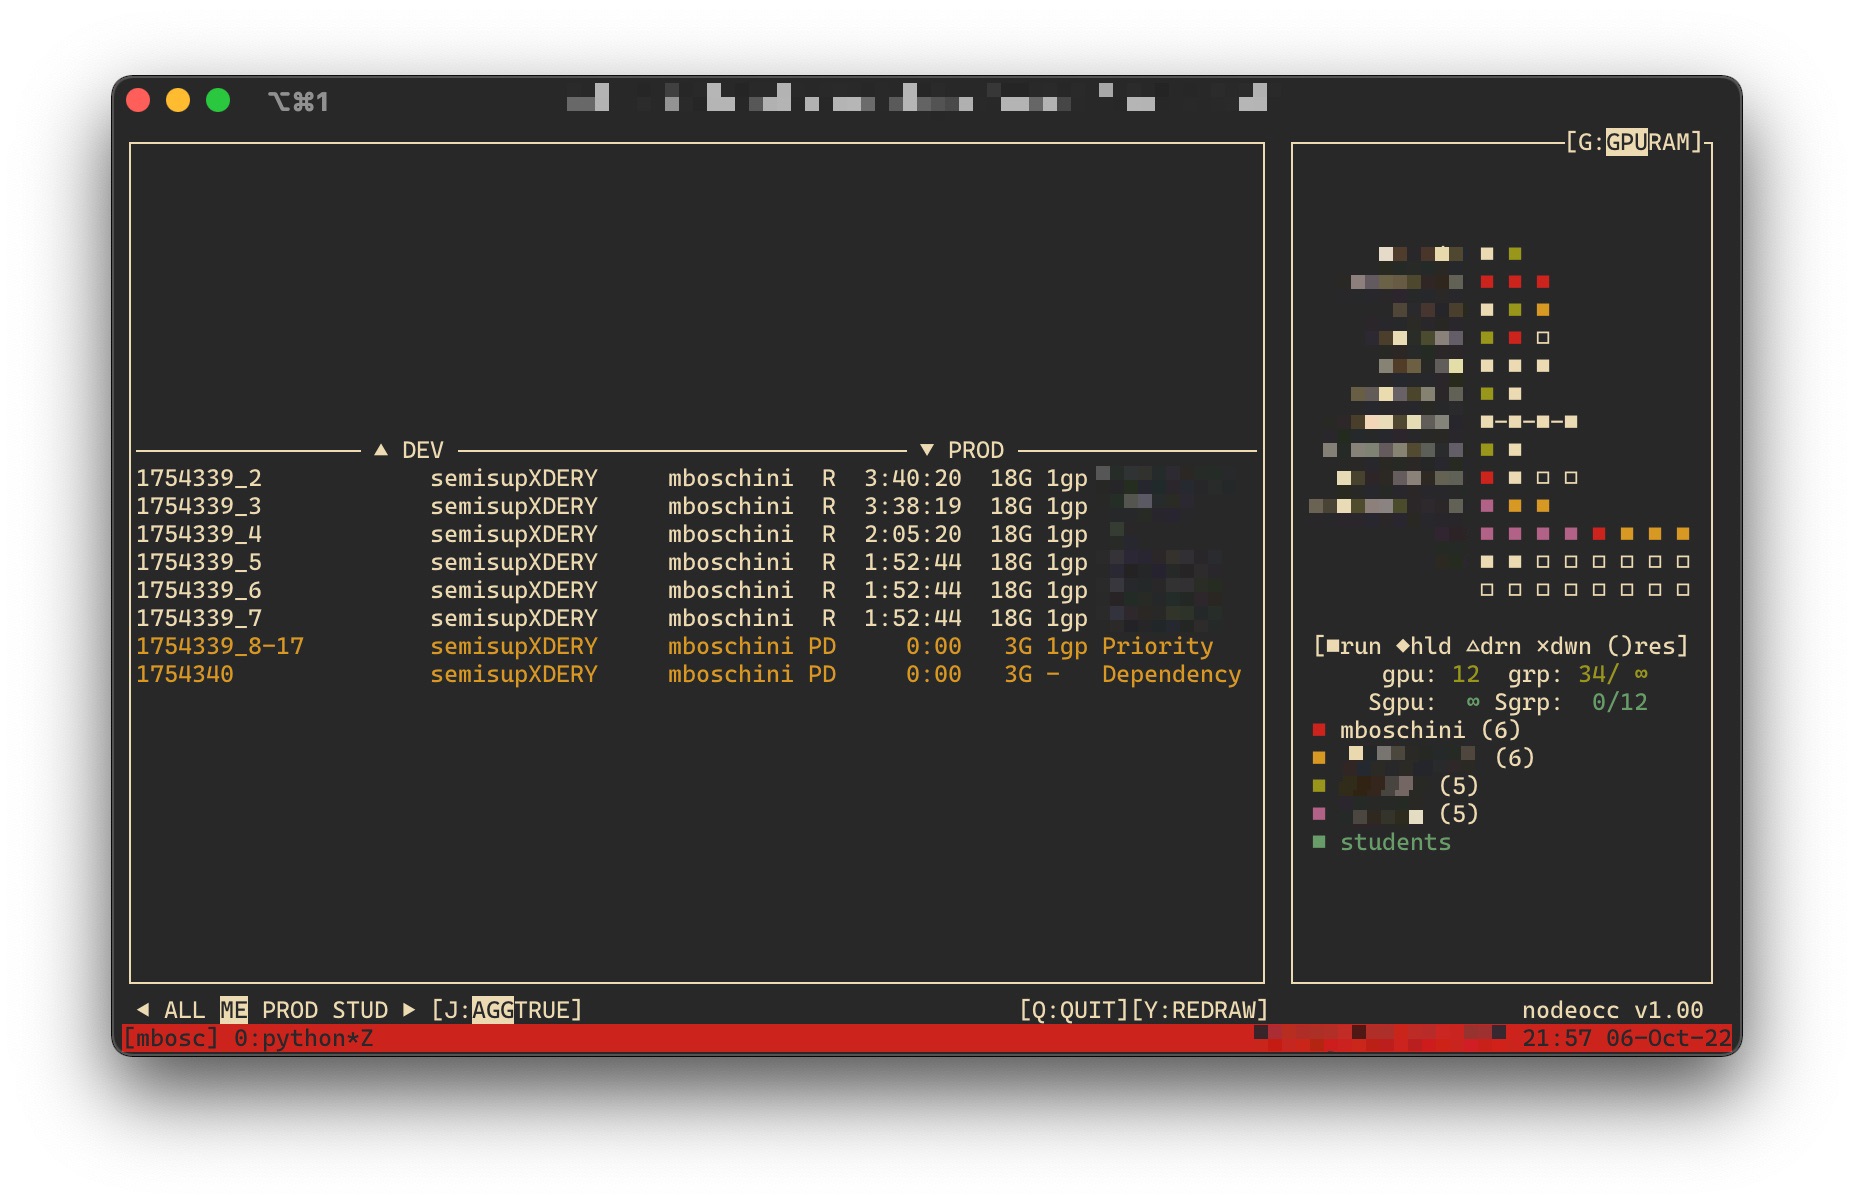 ⌥⌘1
[G:GPURAM]
▲ DEV ▼ PROD
1754339_2 semisupXDERY mboschini R 3:40:20 18G 1gp
1754339_3 semisupXDERY mboschini R 3:38:19 18G 1gp
1754339_4 semisupXDERY mboschini R 2:05:20 18G 1gp
1754339_5 semisupXDERY mboschini R 1:52:44 18G 1gp
1754339_6 semisupXDERY mboschini R 1:52:44 18G 1gp
1754339_7 semisupXDERY mboschini R 1:52:44 18G 1gp
1754339_8-17 semisupXDERY mboschini PD 0:00 3G 1gp Priority
1754340 semisupXDERY mboschini PD 0:00 3G - Dependency
[■run ◆hld △drn ×dwn ()res]
gpu: 12 grp: 34/ ∞
Sgpu: ∞ Sgrp: 0/12
■ mboschini (6)
■ (6)
■ (5)
■ (5)
■ students
◀ ALL ME PROD STUD ▶ [J:AGGTRUE] [Q:QUIT][Y:REDRAW] nodeocc v1.00
[mbosc] 0:python*Z 21:57 06-Oct-22